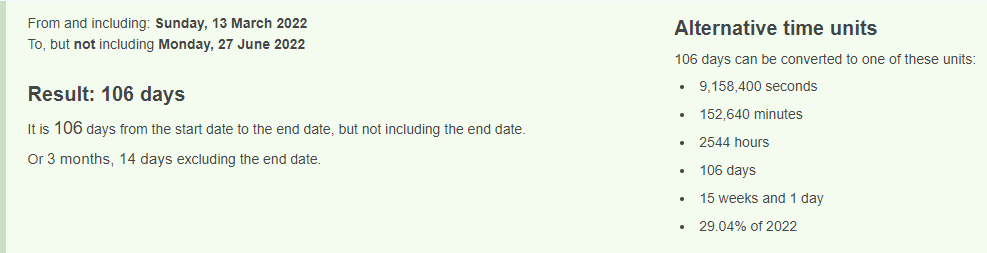 From and including: Sunday, 13 March 2022
To, but not including Monday, 27 June 2022
Result: 106 days
It is 106 days from the start date to the end date, but not including the end date.
Or 3 months, 14 days excluding the end date.
Alternative time units
106 days can be converted to one of these units:
• 9,158,400 seconds
• 152,640 minutes
• 2544 hours
• 106 days
• 15 weeks and 1 day
• 29.04% of 2022